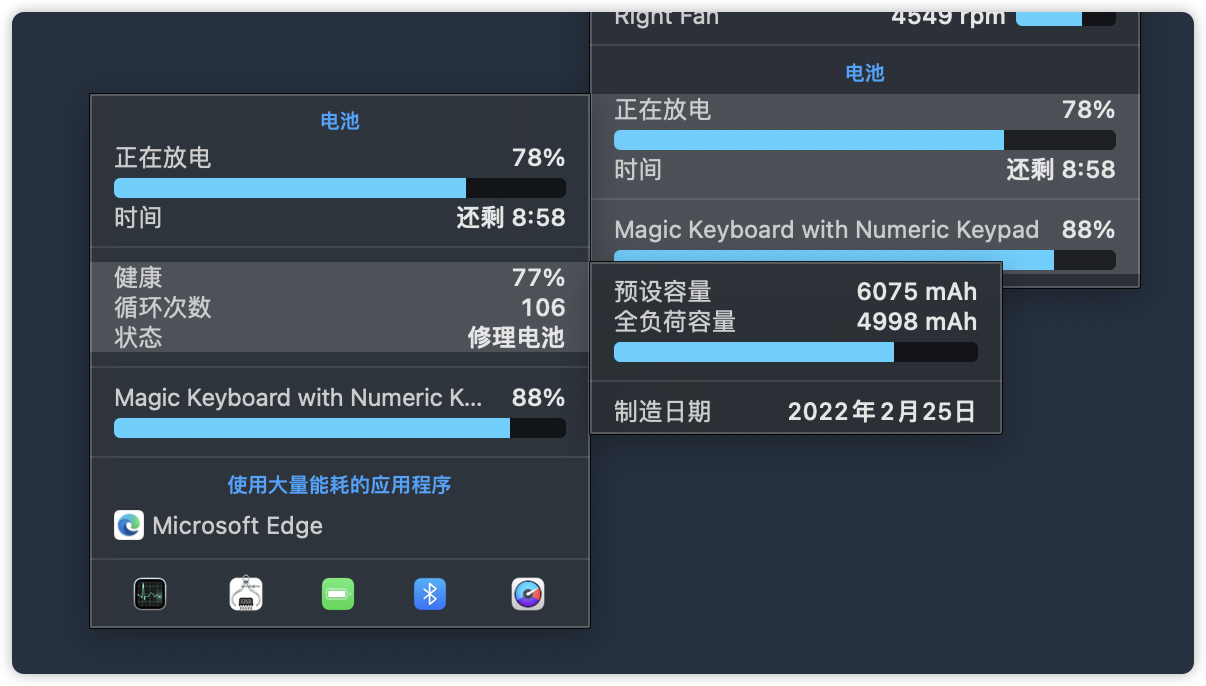 Right Fan 4549 rpm
电池
正在放电 78%
时间 还剩 8:58
Magic Keyboard with Numeric Keypad 88%
电池
正在放电 78%
时间 还剩 8:58
健康 77%
循环次数 106
状态 修理电池
Magic Keyboard with Numeric K... 88%
使用大量能耗的应用程序
Microsoft Edge
预设容量 6075 mAh
全负荷容量 4998 mAh
制造日期 2022年2月25日